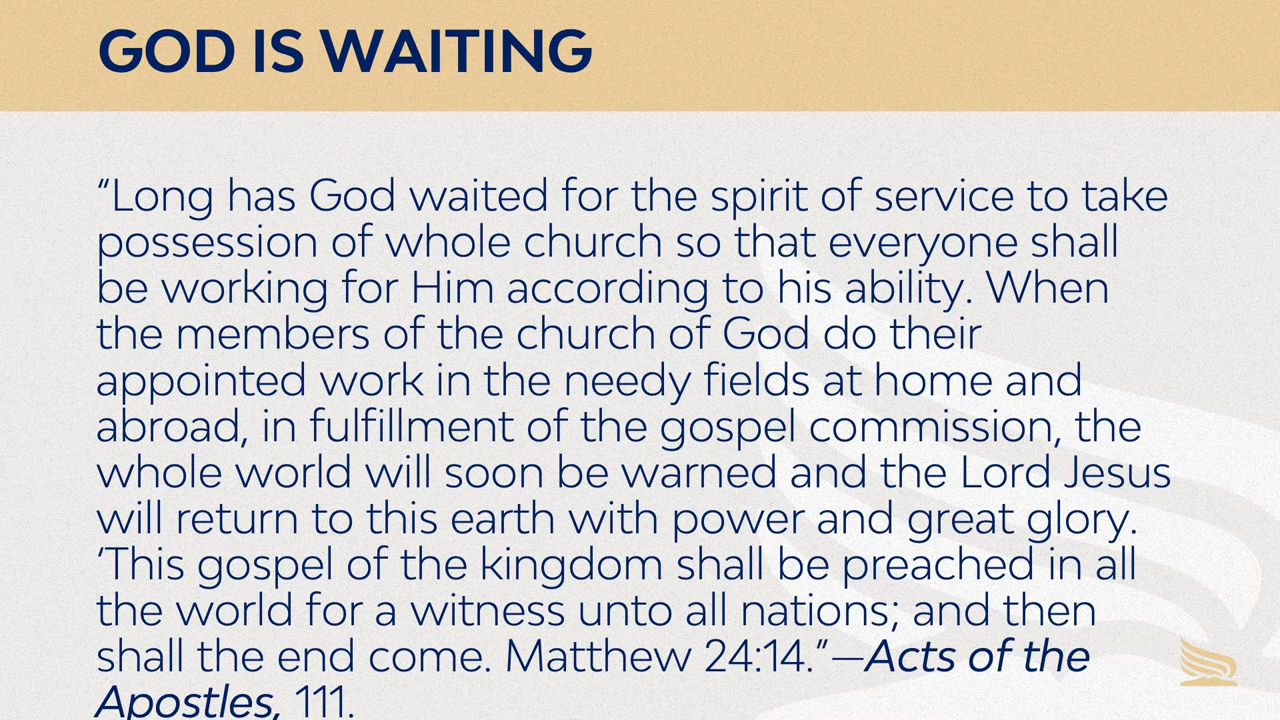 GOD IS WAITING
“Long has God waited for the spirit of service to take
possession of whole church so that everyone shall
be working for Him according to his ability. When
the members of the church of God do their
appointed work in the needy fields at home and
abroad, in fulfillment of the gospel commission, the
whole world will soon be warned and the Lord Jesus
will return to this earth with power and great glory.
‘This gospel of the kingdom shall be preached in all
the world for a witness unto all nations; and then
shall the end come. Matthew 24:14.”—Acts of the
Apostles, 111.